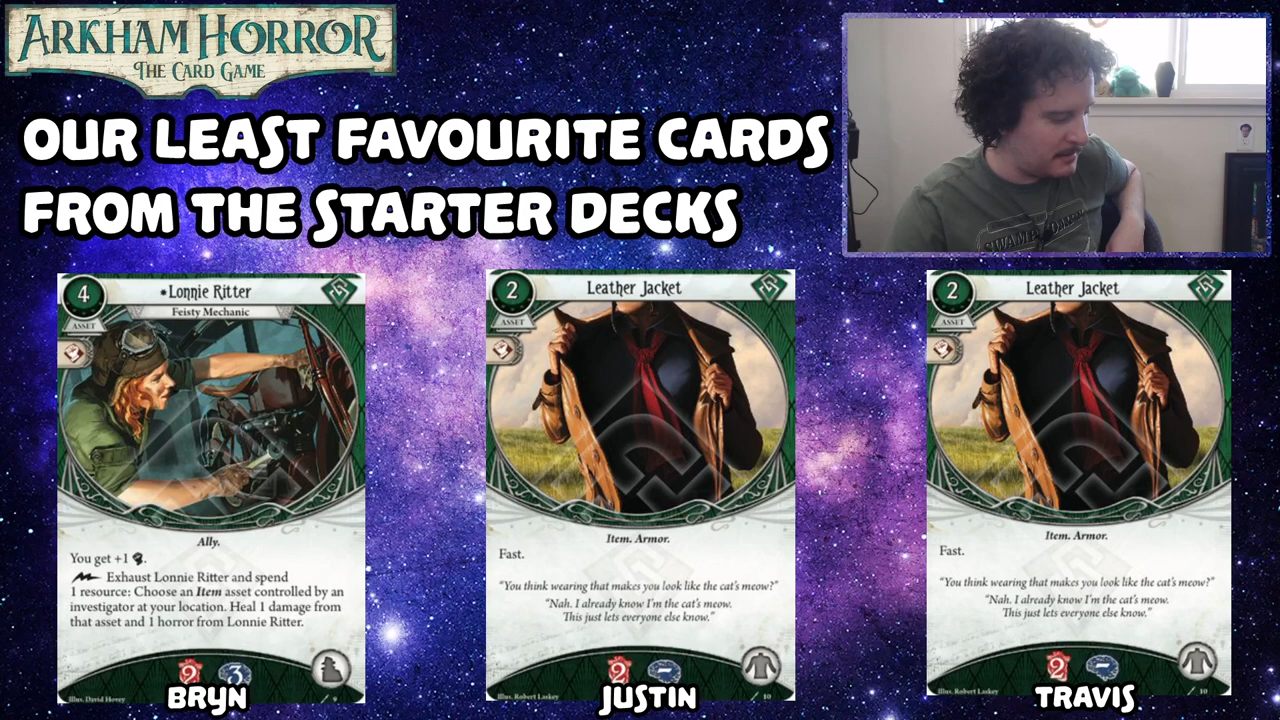 ARKHAM HORROR
THE CARD GAME
OUR LEAST FAVOURITE CARDS
FROM THE STARTER DECKS
4
Lonnie Ritter
ASSET
Feisty Mechanic
Ally.
You get +1
Exhaust Lonnie Ritter and spend
1 resource: Choose an Item asset controlled by an
investigator at your location. Heal 1 damage from
that asset and 1 horror from Lonnie Ritter.
2 3
Illus. David Hovey
9
BRYN
2
Leather Jacket
ASSET
Item. Armor.
Fast.
"You think wearing that makes you look like the cat's meow?"
"Nah. I already know I'm the cat's meow.
This just lets everyone else know."
2 -
Illus. Robert Laskey
10
JUSTIN
2
Leather Jacket
ASSET
Item. Armor.
Fast.
"You think wearing that makes you look like the cat's meow?"
"Nah. I already know I'm the cat's meow.
This just lets everyone else know."
2 -
Illus. Robert Laskey
10
TRAVIS